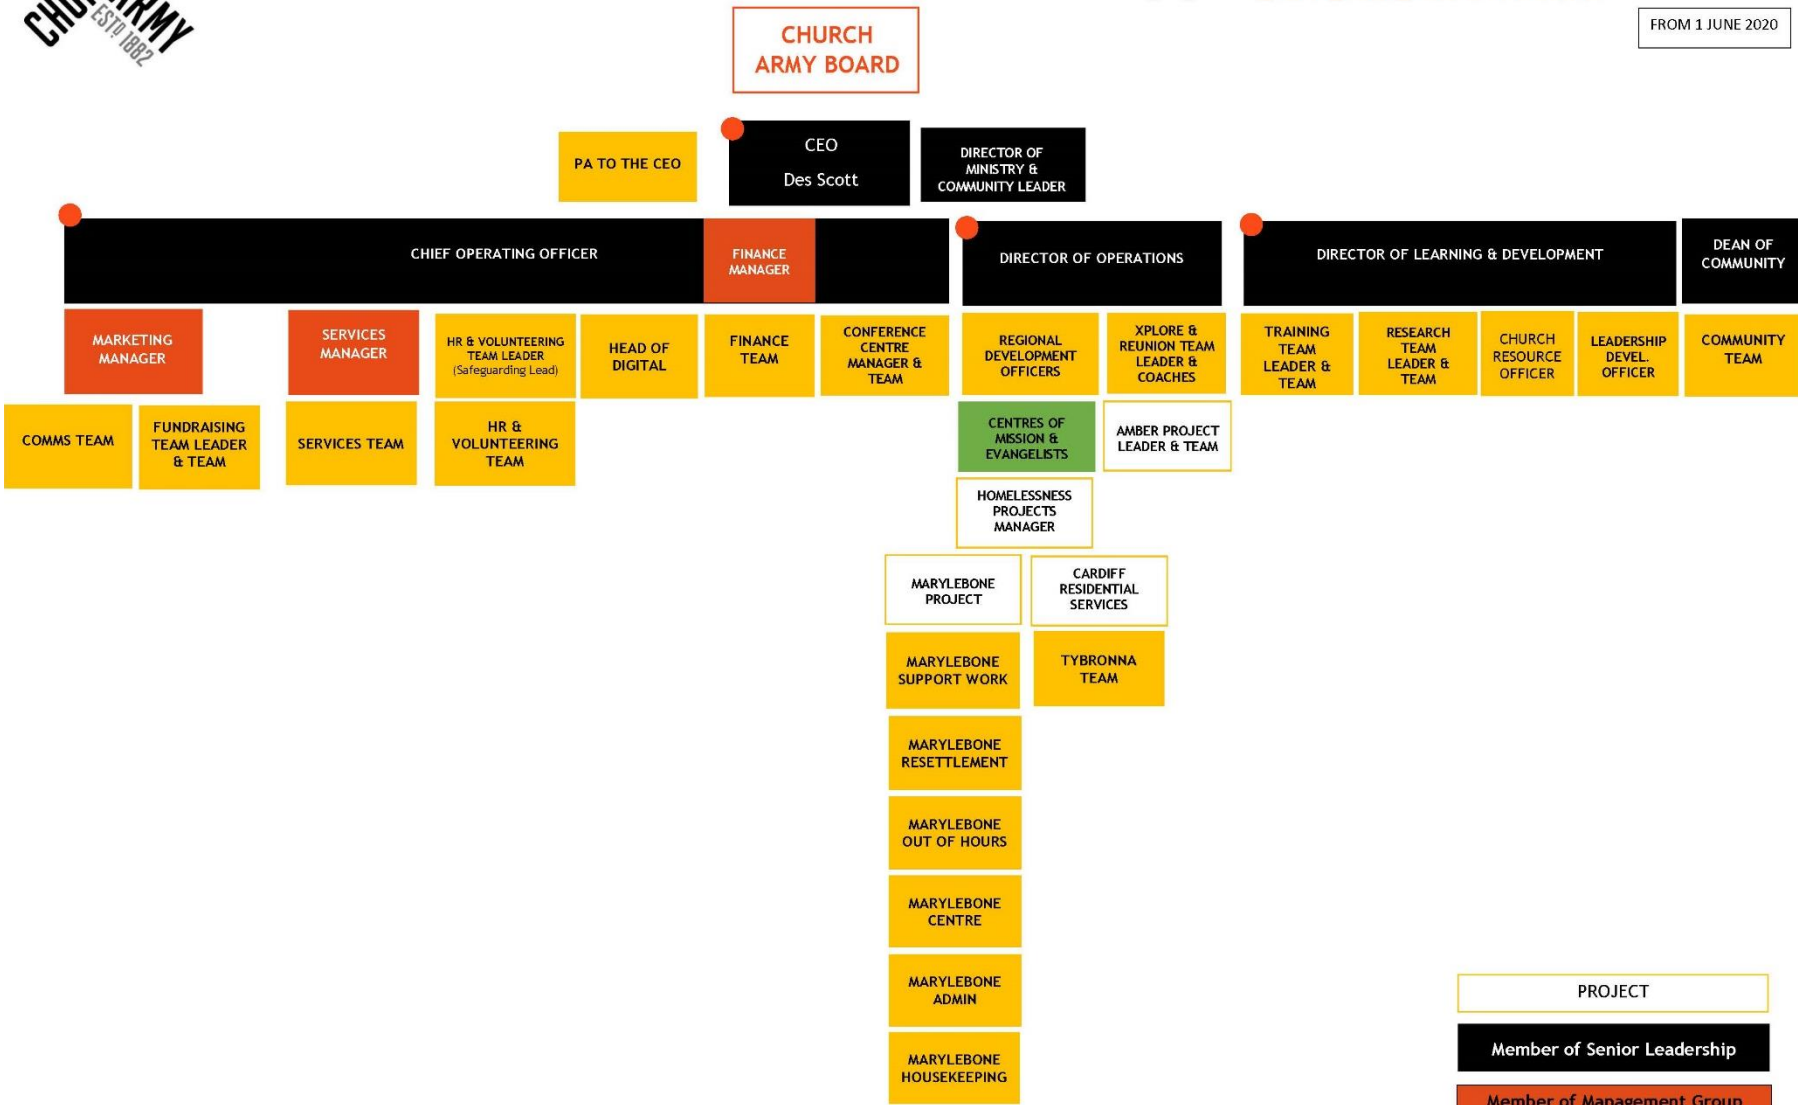 ESTD 1882
FROM 1 JUNE 2020
CHURCH
ARMY BOARD
PA TO THE CEO
CEO
Des Scott
DIRECTOR OF
MINISTRY &
COMMUNITY LEADER
CHIEF OPERATING OFFICER
FINANCE
MANAGER
DIRECTOR OF OPERATIONS
DIRECTOR OF LEARNING & DEVELOPMENT
DEAN OF
COMMUNITY
MARKETING
MANAGER
SERVICES
MANAGER
HR & VOLUNTEERING
TEAM LEADER
(Safeguarding Lead)
HEAD OF
DIGITAL
FINANCE
TEAM
CONFERENCE
CENTRE
MANAGER &
TEAM
REGIONAL
DEVELOPMENT
OFFICERS
XPLORE &
REUNION TEAM
LEADER &
COACHES
TRAINING
TEAM
LEADER &
TEAM
RESEARCH
TEAM
LEADER &
TEAM
CHURCH
RESOURCE
OFFICER
LEADERSHIP
DEVEL.
OFFICER
COMMUNITY
TEAM
COMMS TEAM
FUNDRAISING
TEAM LEADER
& TEAM
SERVICES TEAM
HR &
VOLUNTEERING
TEAM
CENTRES OF
MISSION &
EVANGELISTS
AMBER PROJECT
LEADER & TEAM
HOMELESSNESS
PROJECTS
MANAGER
MARYLEBONE
PROJECT
CARDIFF
RESIDENTIAL
SERVICES
MARYLEBONE
SUPPORT WORK
TYBRONNA
TEAM
MARYLEBONE
RESETTLEMENT
MARYLEBONE
OUT OF HOURS
MARYLEBONE
CENTRE
MARYLEBONE
ADMIN
MARYLEBONE
HOUSEKEEPING
PROJECT
Member of Senior Leadership
Member of Management Group